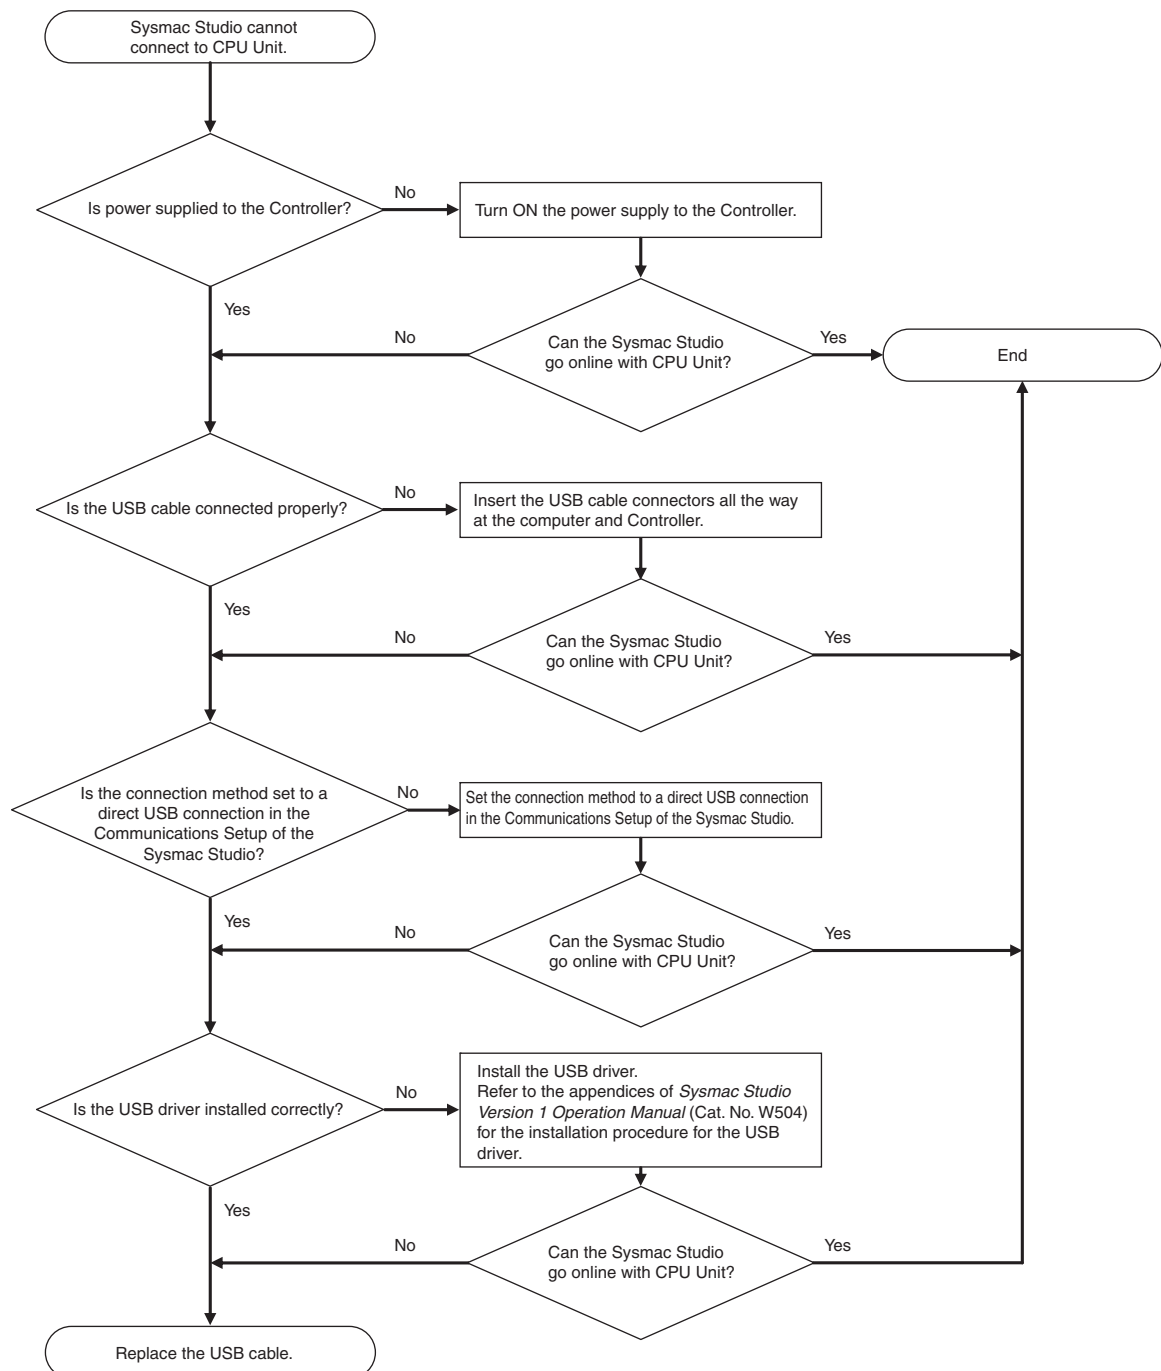 Sysmac Studio cannot
connect to CPU Unit.
Is power supplied to the Controller?
No
Turn ON the power supply to the Controller.
Yes
No
Can the Sysmac Studio
go online with CPU Unit?
Yes
End
Is the USB cable connected properly?
No
Insert the USB cable connectors all the way
at the computer and Controller.
Yes
No
Can the Sysmac Studio
go online with CPU Unit?
Yes
Is the connection method set to a
direct USB connection in the
Communications Setup of the
Sysmac Studio?
No
Set the connection method to a direct USB connection
in the Communications Setup of the Sysmac Studio.
Yes
No
Can the Sysmac Studio
go online with CPU Unit?
Yes
Is the USB driver installed correctly?
No
Install the USB driver.
Refer to the appendices of Sysmac Studio
Version 1 Operation Manual (Cat. No. W504)
for the installation procedure for the USB
driver.
Yes
No
Can the Sysmac Studio
go online with CPU Unit?
Yes
Replace the USB cable.